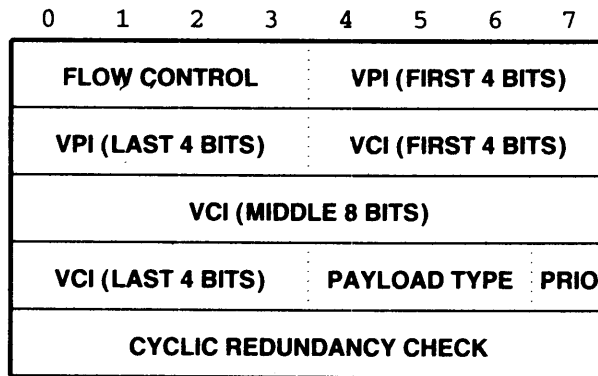 0 1 2 3 4 5 6 7
FLOW CONTROL VPI (FIRST 4 BITS)
VPI (LAST 4 BITS) VCI (FIRST 4 BITS)
VCI (MIDDLE 8 BITS)
VCI (LAST 4 BITS) PAYLOAD TYPE PRIO
CYCLIC REDUNDANCY CHECK